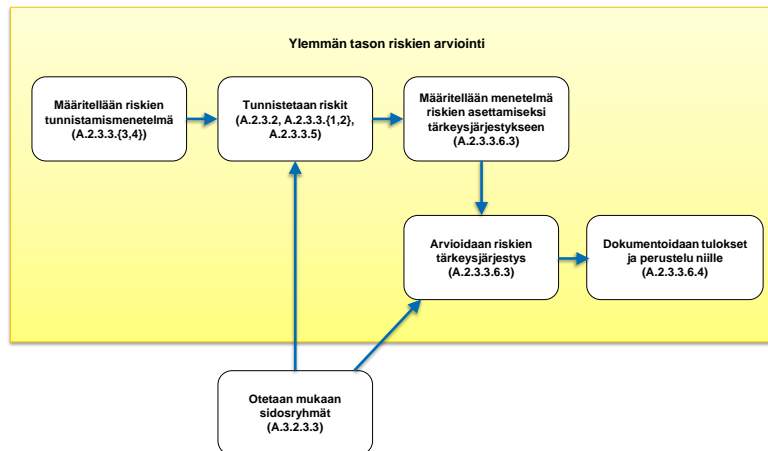 Ylemmän tason riskien arviointi
Määritellään riskien
tunnistamismenetelmä
(A.2.3.3.{3,4})
Tunnistetaan riskit
(A.2.3.2, A.2.3.3.{1,2},
A.2.3.3.5)
Määritellään menetelmä
riskien asettamiseksi
tärkeysjärjestykseen
(A.2.3.3.6.3)
Arvioidaan riskien
tärkeysjärjestys
(A.2.3.3.6.3)
Dokumentoidaan tulokset
ja perustelu niille
(A.2.3.3.6.4)
Otetaan mukaan
sidosryhmät
(A.3.2.3.3)